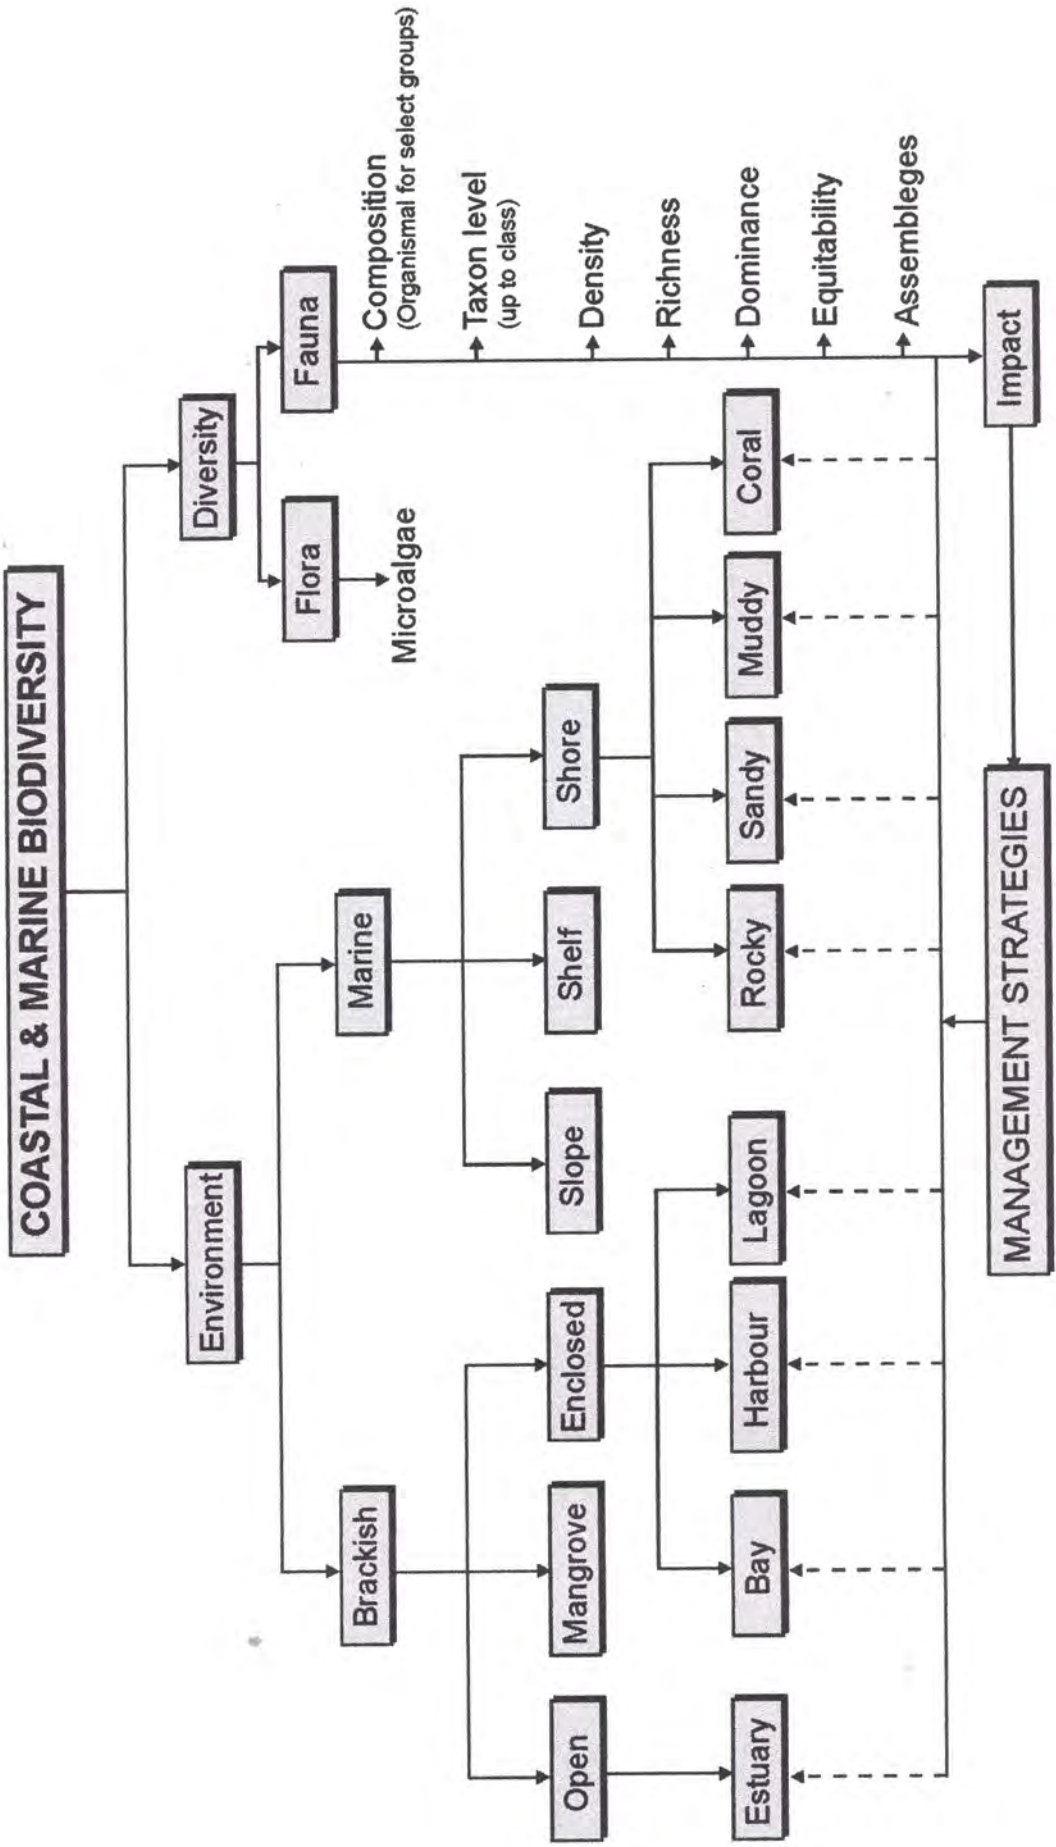 COASTAL & MARINE BIODIVERSITY
Environment
Diversity
Brackish
Marine
Flora
Fauna
Microalgae
Composition
(Organismal for select groups)
Taxon level
(up to class)
Density
Richness
Dominance
Equitability
Assembleges
Open
Mangrove
Enclosed
Slope
Shelf
Shore
Estuary
Bay
Harbour
Lagoon
Rocky
Sandy
Muddy
Coral
MANAGEMENT STRATEGIES
Impact